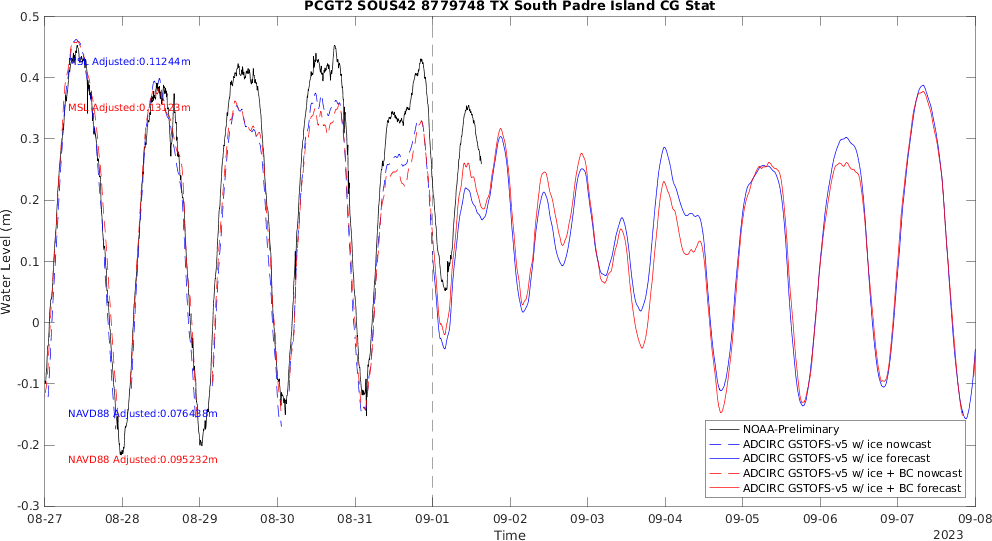 PCGT2 SOUS42 8779748 TX South Padre Island CG Stat
0.5
0.4
0.3
0.2
0.1
0
-0.1
-0.2
-0.3
Water Level (m)
MSL Adjusted:0.11244m
MSL Adjusted:0.13123m
NAVD88 Adjusted:0.076438m
NAVD88 Adjusted:0.095232m
NOAA-Preliminary
ADCIRC GSTOFS-v5 w/ ice nowcast
ADCIRC GSTOFS-v5 w/ ice forecast
ADCIRC GSTOFS-v5 w/ ice + BC nowcast
ADCIRC GSTOFS-v5 w/ ice + BC forecast
08-27 08-28 08-29 08-30 08-31 09-01 09-02 09-03 09-04 09-05 09-06 09-07 09-08
Time
2023